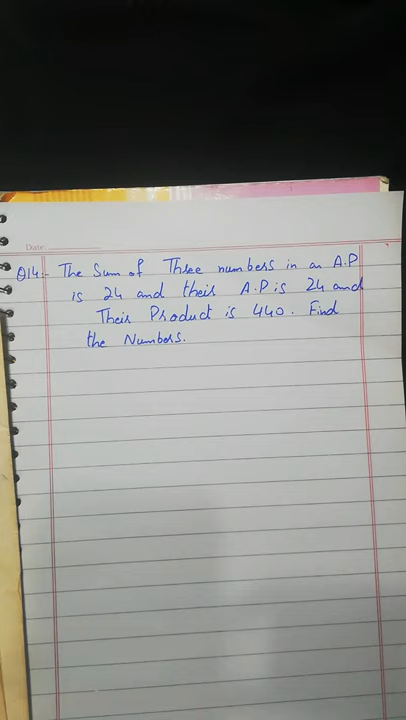 Date:
Q14:- The Sum of Three numbers in an A.P
is 24 and their A.P is 24 and
Their Product is 440. Find
the Numbers.